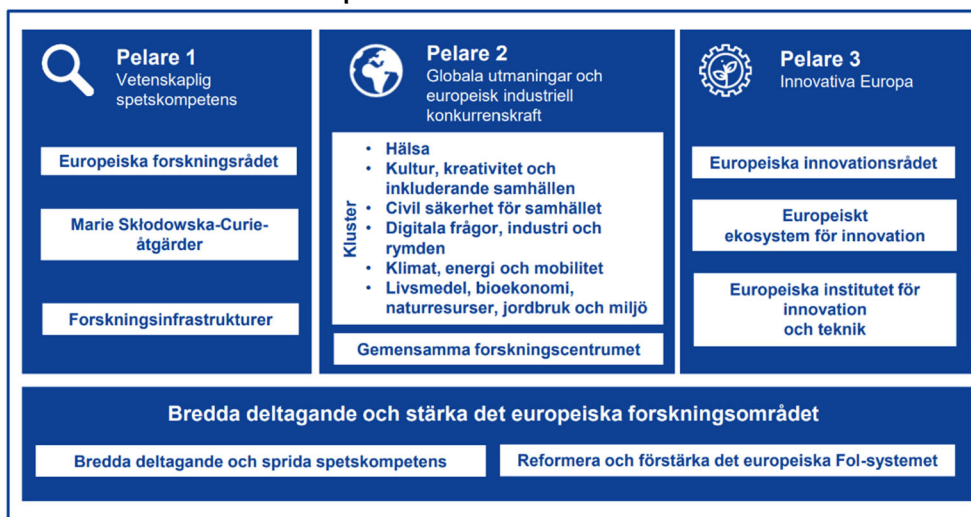 Pelare 1
Vetenskaplig
spetskompetens
Europeiska forskningsrådet
Marie Skłodowska-Curie-
åtgärder
Forskningsinfrastrukturer
Pelare 2
Globala utmaningar och
europeisk industriell
konkurrenskraft
Kluster
• Hälsa
• Kultur, kreativitet och
inkluderande samhällen
• Civil säkerhet för samhället
• Digitala frågor, industri och
rymden
• Klimat, energi och mobilitet
• Livsmedel, bioekonomi,
naturresurser, jordbruk och miljö
Gemensamma forskningscentrumet
Pelare 3
Innovativa Europa
Europeiska innovationsrådet
Europeiskt
ekosystem för innovation
Europeiska institutet för
innovation
och teknik
Bredda deltagande och stärka det europeiska forskningsområdet
Bredda deltagande och sprida spetskompetens
Reformera och förstärka det europeiska FoI-systemet